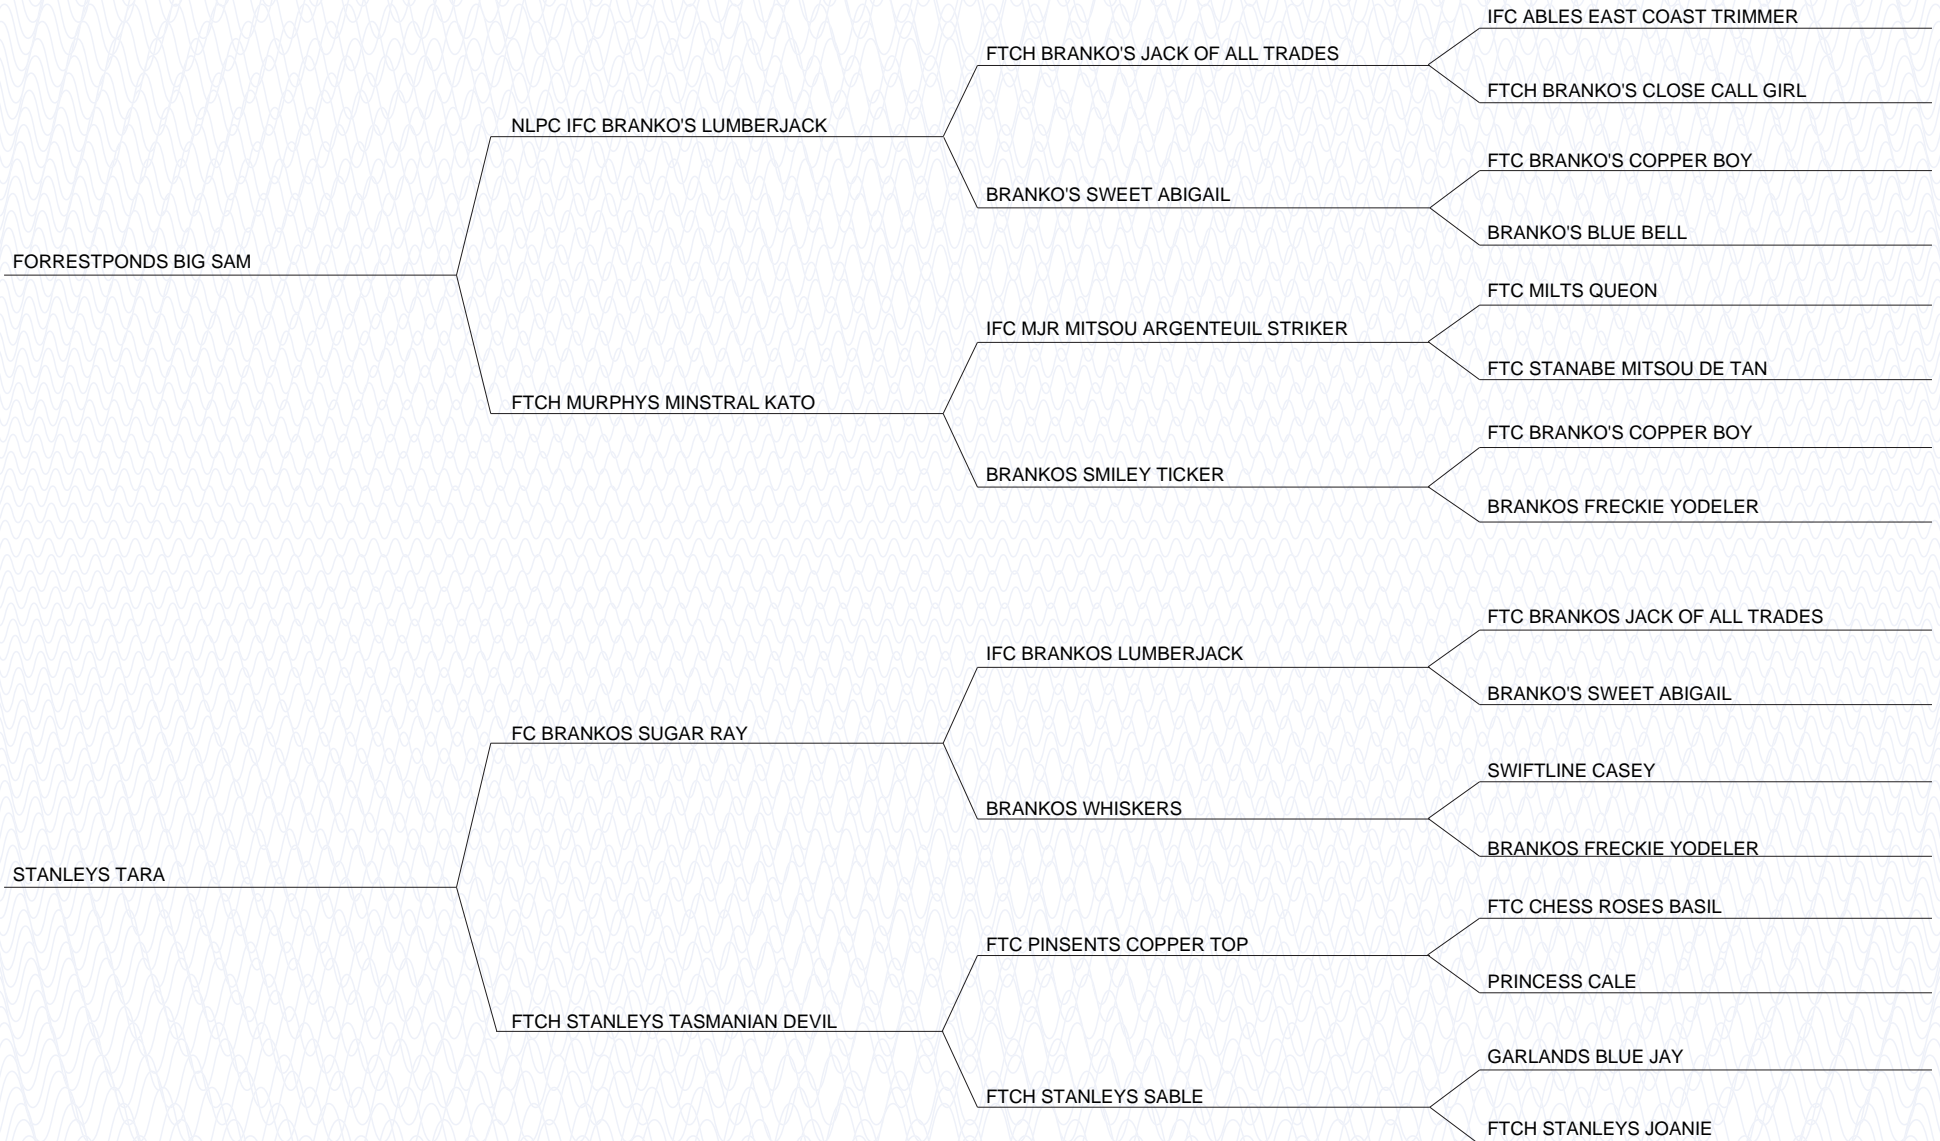 IFC ABLES EAST COAST TRIMMER
FTCH BRANKO'S JACK OF ALL TRADES
FTCH BRANKO'S CLOSE CALL GIRL
NLPC IFC BRANKO'S LUMBERJACK
FTC BRANKO'S COPPER BOY
BRANKO'S SWEET ABIGAIL
BRANKO'S BLUE BELL
FORRESTPONDS BIG SAM
FTC MILTS QUEON
IFC MJR MITSOU ARGENTEUIL STRIKER
FTC STANABE MITSOU DE TAN
FTCH MURPHYS MINSTRAL KATO
FTC BRANKO'S COPPER BOY
BRANKOS SMILEY TICKER
BRANKOS FRECKIE YODELER
FTC BRANKOS JACK OF ALL TRADES
IFC BRANKOS LUMBERJACK
BRANKO'S SWEET ABIGAIL
FC BRANKOS SUGAR RAY
SWIFTLINE CASEY
BRANKOS WHISKERS
BRANKOS FRECKIE YODELER
STANLEYS TARA
FTC CHESS ROSES BASIL
FTC PINSENTS COPPER TOP
PRINCESS CALE
FTCH STANLEYS TASMANIAN DEVIL
GARLANDS BLUE JAY
FTCH STANLEYS SABLE
FTCH STANLEYS JOANIE